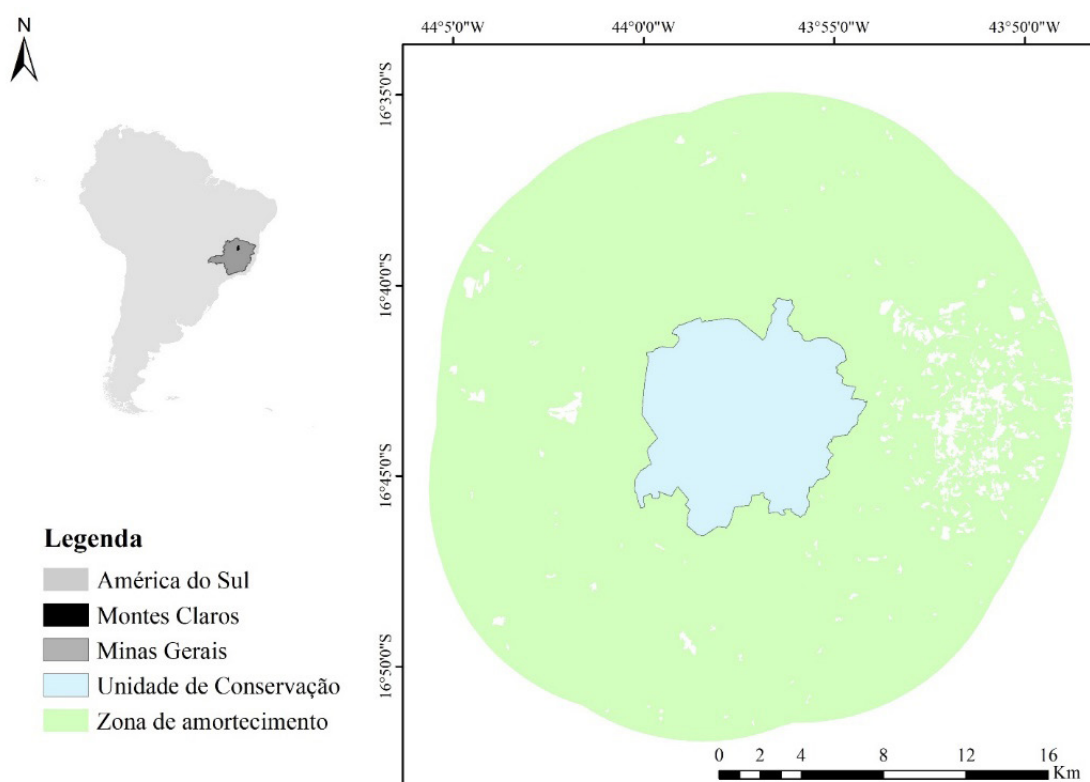 N
44°5'0"W 44°0'0"W 43°55'0"W 43°50'0"W
16°35'0"S
16°40'0"S
16°45'0"S
16°50'0"S
Legenda
América do Sul
Montes Claros
Minas Gerais
Unidade de Conservação
Zona de amortecimento
0 2 4 8 12 16
Km